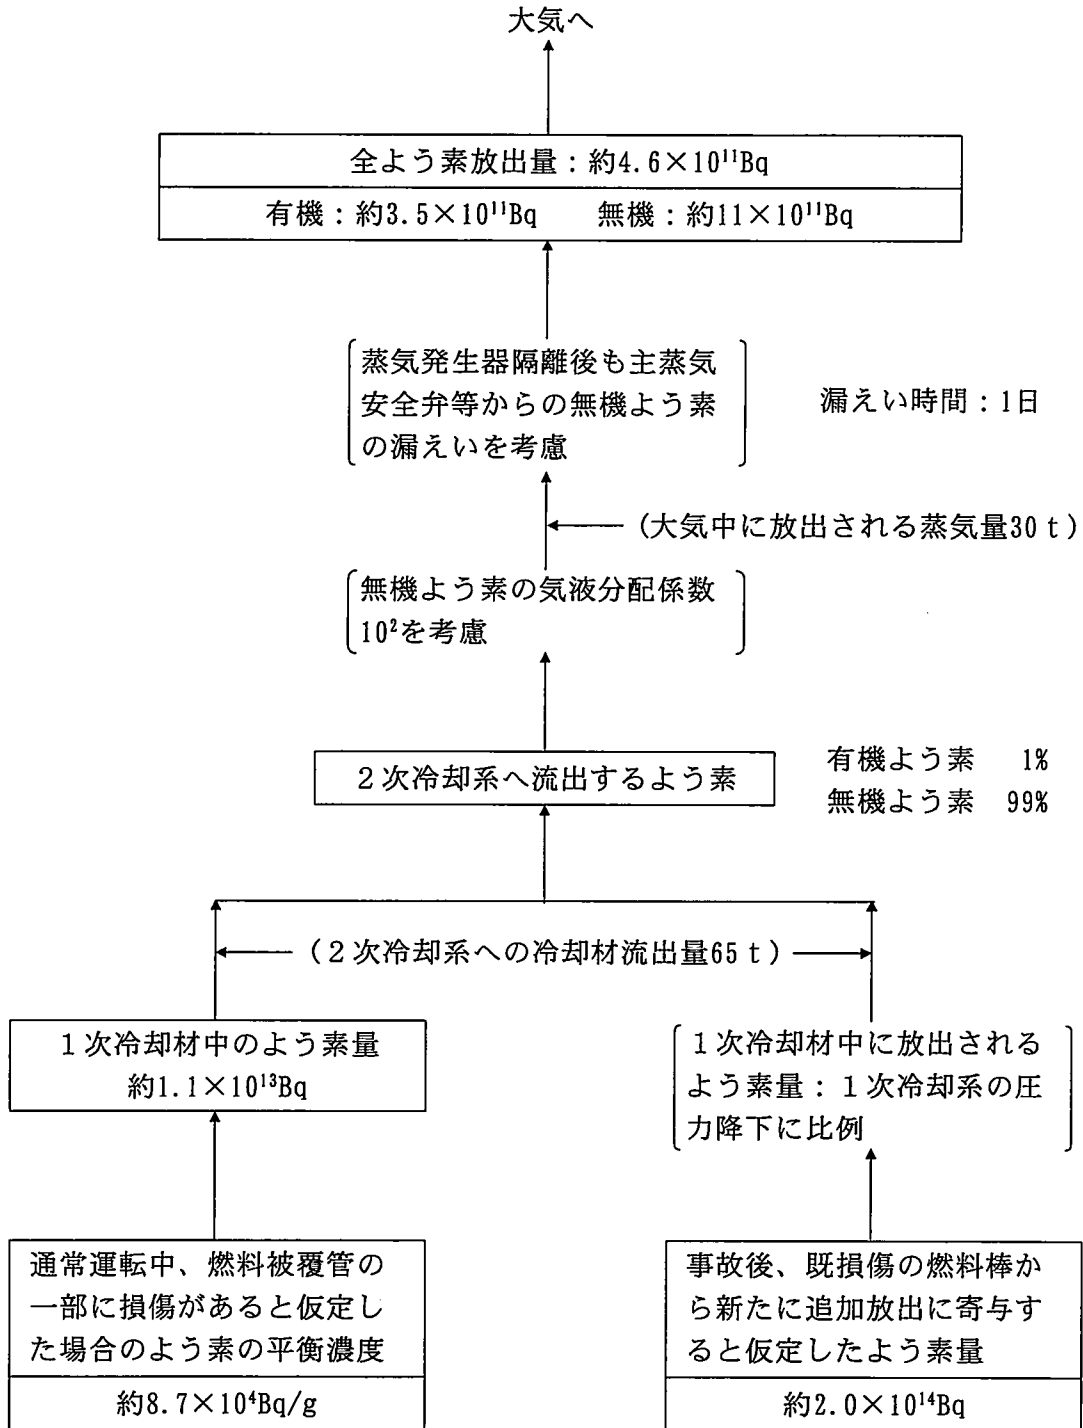 大気へ
全よう素放出量：約4.6×10¹¹Bq
有機：約3.5×10¹¹Bq　無機：約11×10¹¹Bq
蒸気発生器隔離後も主蒸気
安全弁等からの無機よう素
の漏えいを考慮
漏えい時間：1日
(大気中に放出される蒸気量30ｔ)
無機よう素の気液分配係数
10²を考慮
２次冷却系へ流出するよう素
有機よう素　1%
無機よう素　99%
(２次冷却系への冷却材流出量65ｔ)
１次冷却材中のよう素量
約1.1×10¹³Bq
１次冷却材中に放出される
よう素量：１次冷却系の圧
力降下に比例
通常運転中、燃料被覆管の
一部に損傷があると仮定し
た場合のよう素の平衡濃度
約8.7×10⁴Bq/g
事故後、既損傷の燃料棒か
ら新たに追加放出に寄与す
ると仮定したよう素量
約2.0×10¹⁴Bq